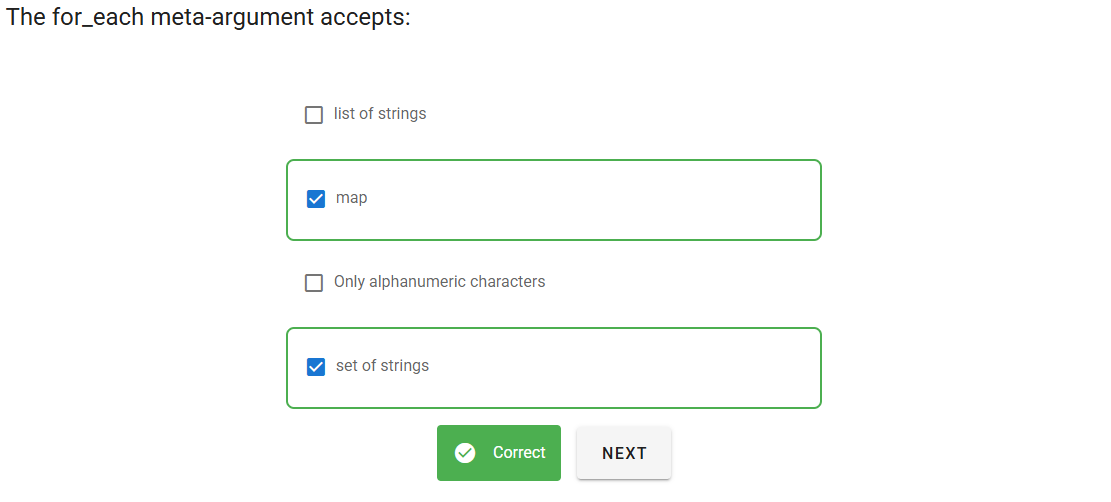 The for_each meta-argument accepts:
list of strings
map
Only alphanumeric characters
set of strings
Correct
NEXT